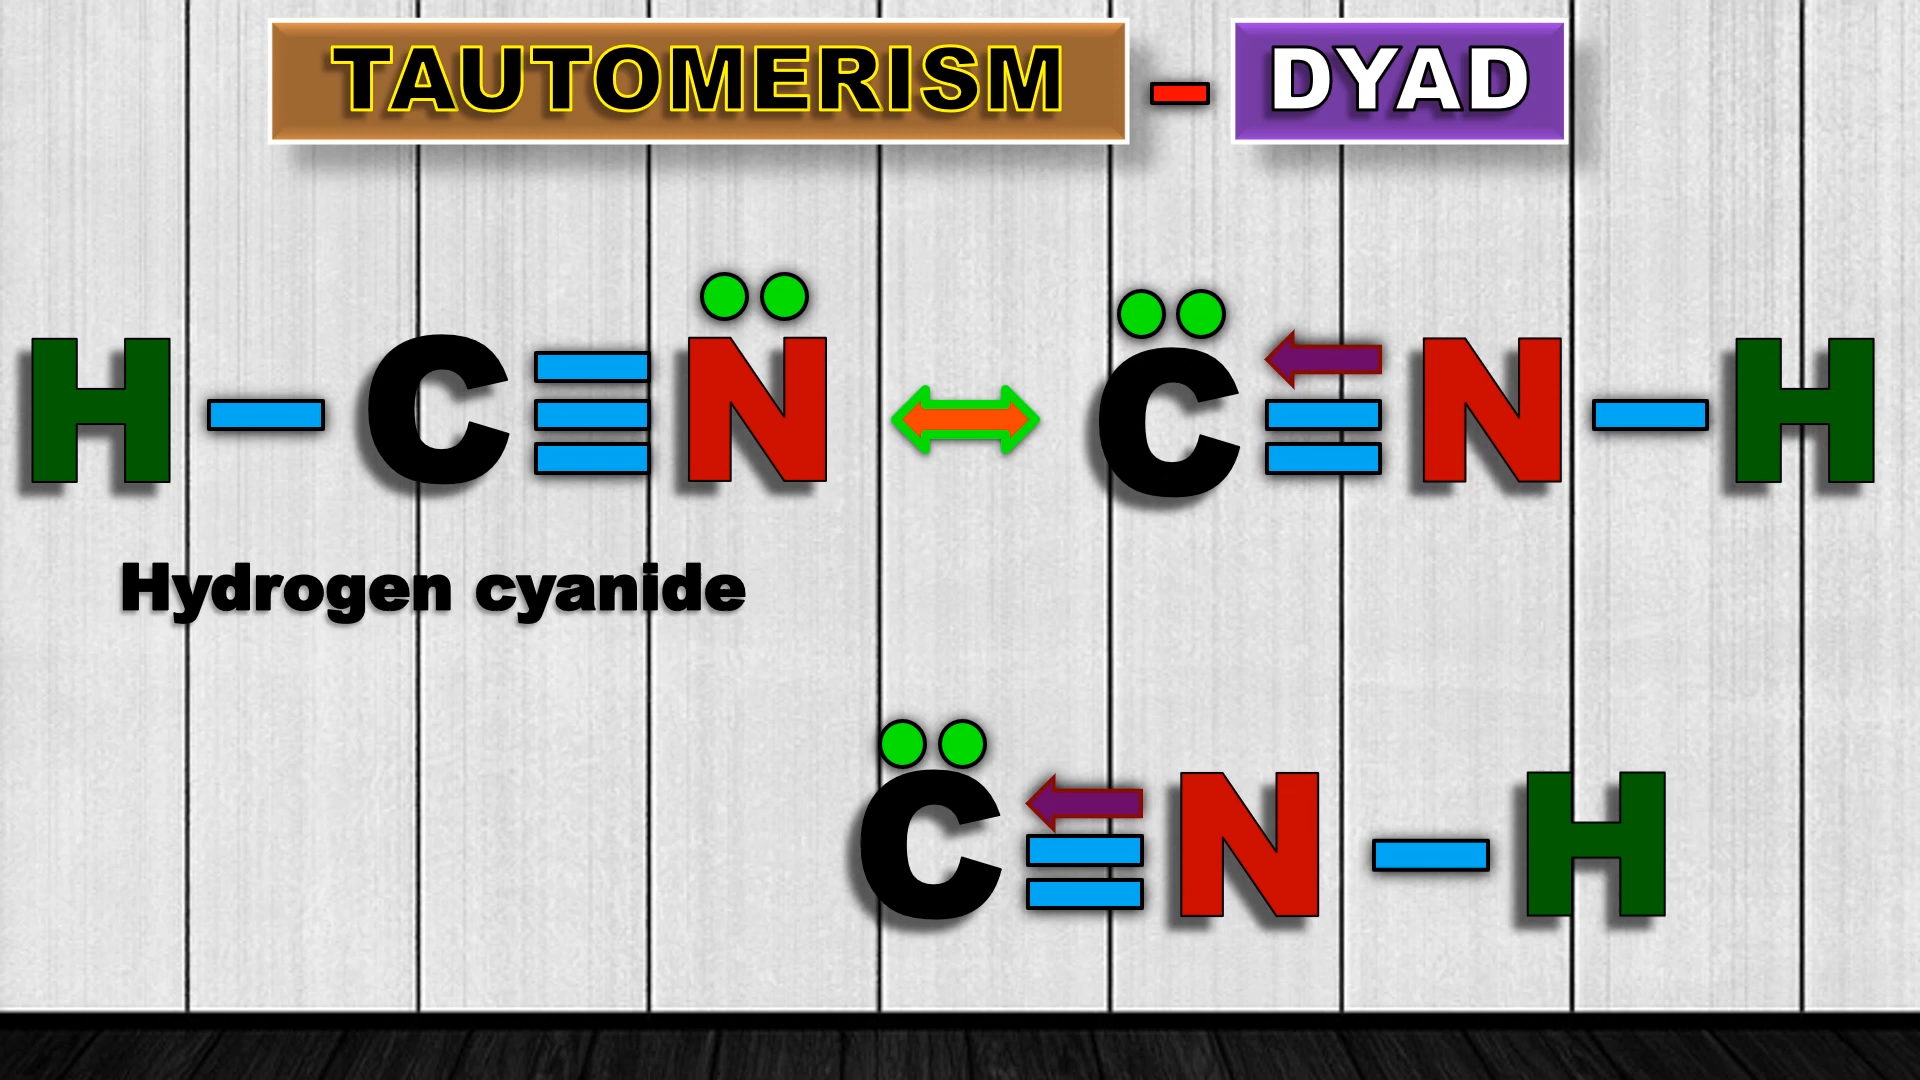 TAUTOMERISM - DYAD
H - C ≡ N ⇔ C ≡ N - H
Hydrogen cyanide
C ≡ N - H